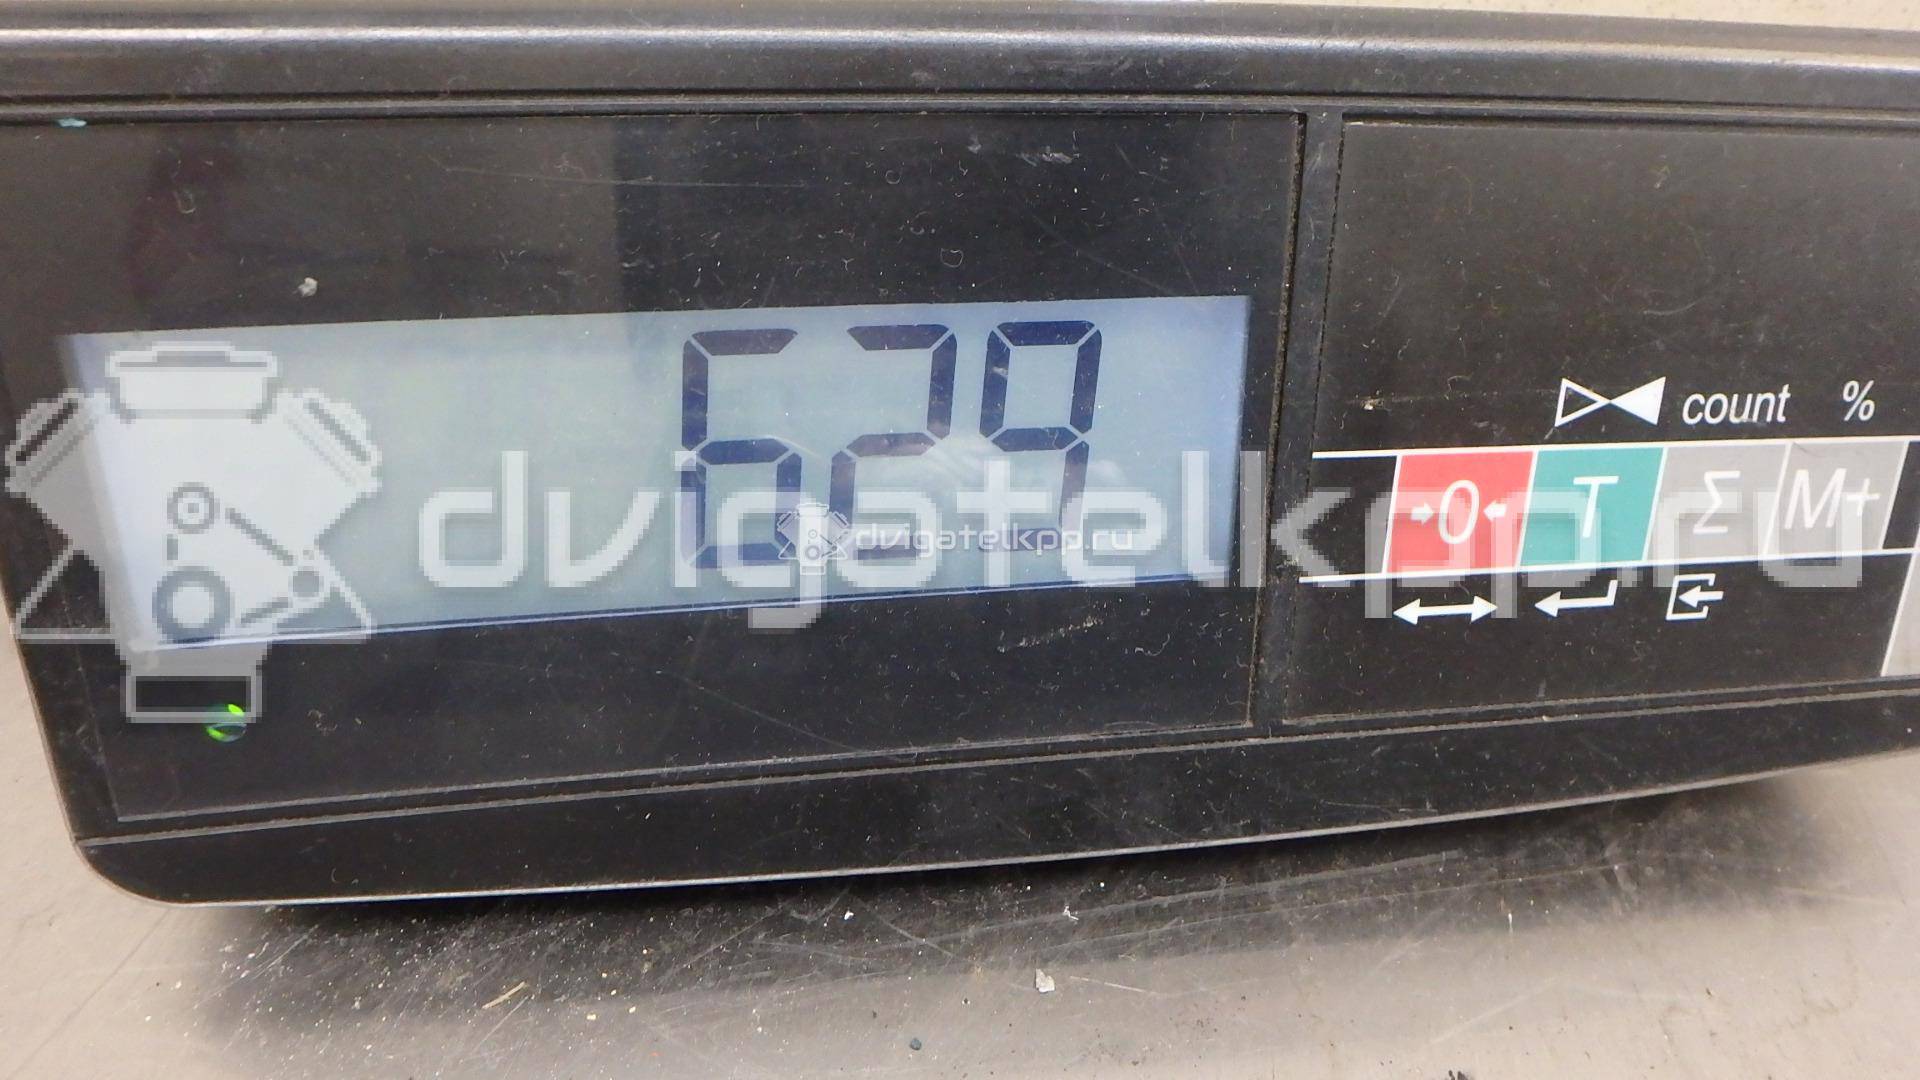 629
count %
→0← T Σ M+
dvigatelkpp.ru
dvigatelkpp.ru